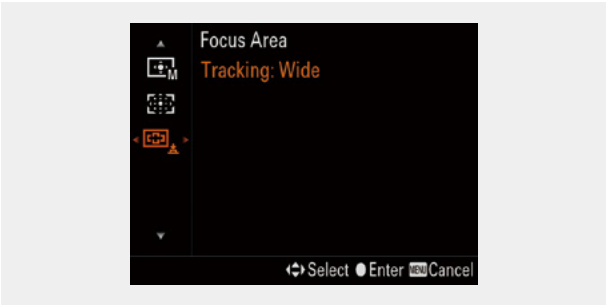 Focus Area
M
Tracking: Wide
Select Enter MENU Cancel